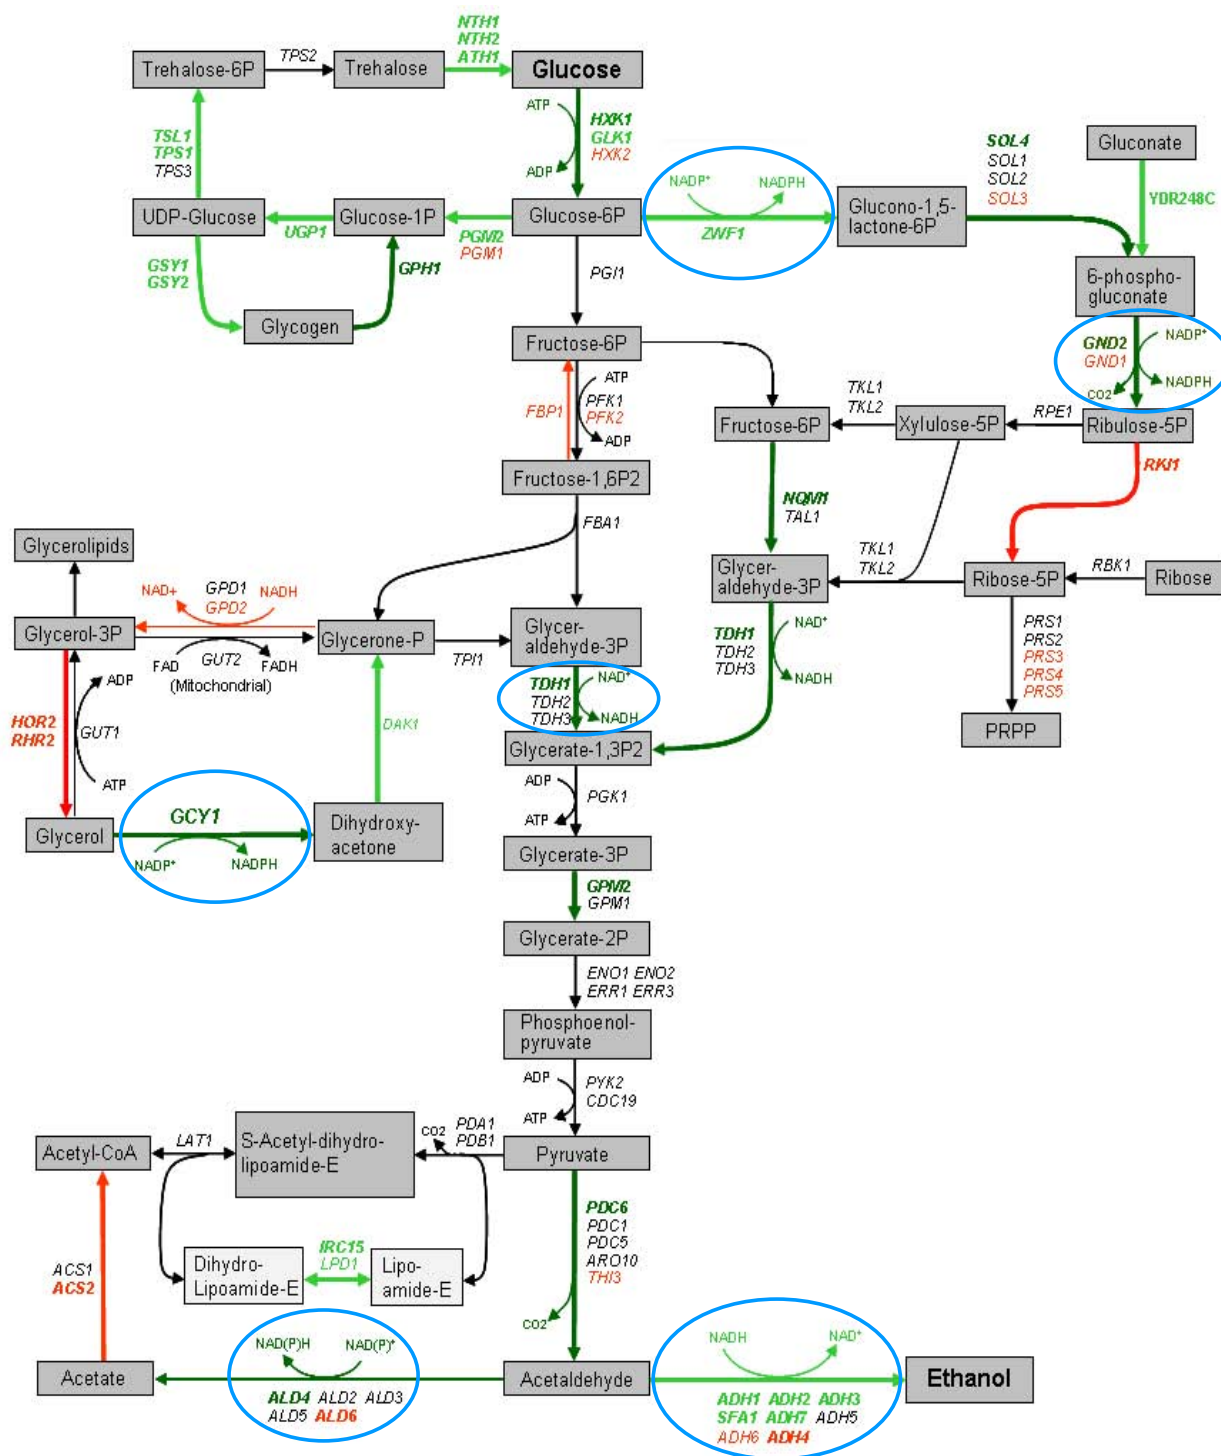 NTH1
NTH2
ATH1
TPS2
Trehalose-6P
Trehalose
Glucose
ATP
ADP
HXK1
GLK1
HXK2
TSL1
TPS1
TPS3
SOL4
SOL1
SOL2
SOL3
Gluconate
YDR248C
NADP+
NADPH
ZWF1
UDP-Glucose
UGP1
Glucose-1P
PGM2
PGM1
Glucose-6P
Glucono-1,5-
lactone-6P
GSY1
GSY2
GPH1
Glycogen
PGI1
6-phospho-
gluconate
GND2
GND1
NADP+
NADPH
CO2
Fructose-6P
FBP1
ATP
PFK1
PFK2
ADP
TKL1
TKL2
Fructose-6P
Xylulose-5P
RPE1
Ribulose-5P
RKI1
Fructose-1,6P2
FBA1
NQM1
TAL1
Glycerolipids
TKL1
TKL2
Glycer-
aldehyde-3P
Ribose-5P
RBK1
Ribose
NAD+
GPD1
GPD2
NADH
Glycerol-3P
Glycerone-P
TPI1
Glycer-
aldehyde-3P
FAD
GUT2
FADH
(Mitochondrial)
TDH1
TDH2
TDH3
NAD+
NADH
PRS1
PRS2
PRS3
PRS4
PRS5
PRPP
TDH1
TDH2
TDH3
NAD+
NADH
ADP
GUT1
ATP
HOR2
RHR2
DAK1
Glycerate-1,3P2
ADP
ATP
PGK1
Glycerol
GCY1
NADP+
NADPH
Dihydroxy-
acetone
Glycerate-3P
GPM2
GPM1
Glycerate-2P
ENO1 ENO2
ERR1 ERR3
Phosphoenol-
pyruvate
ADP
ATP
PYK2
CDC19
Acetyl-CoA
LAT1
S-Acetyl-dihydro-
lipoamide-E
CO2
PDA1
PDB1
Pyruvate
PDC6
PDC1
PDC5
ARO10
THI3
CO2
IRC15
LPD1
Dihydro-
Lipoamide-E
Lipo-
amide-E
ACS1
ACS2
NAD(P)H
NAD(P)+
NADH
NAD+
Acetate
Acetaldehyde
Ethanol
ALD4 ALD2 ALD3
ALD5 ALD6
ADH1 ADH2 ADH3
SFA1 ADH7 ADH5
ADH6 ADH4